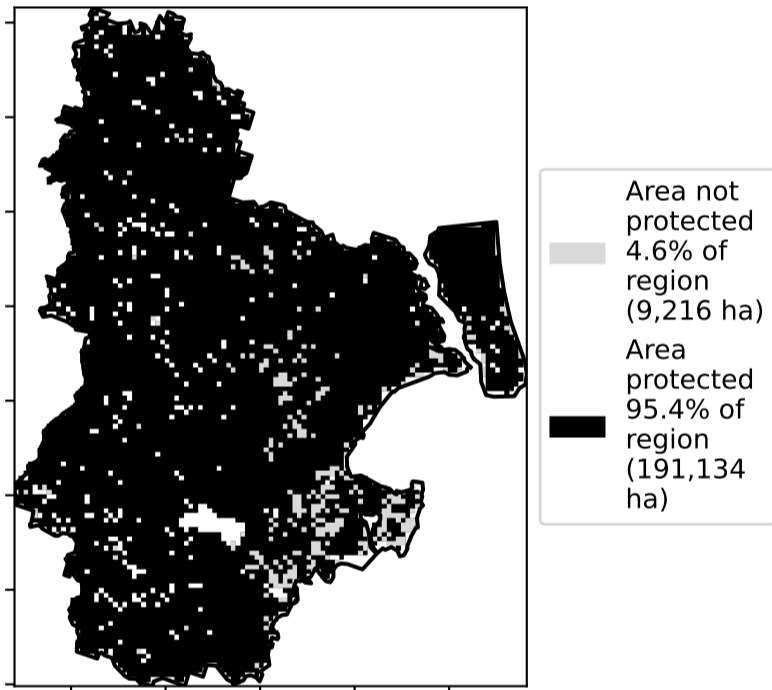 Area not
protected
4.6% of
region
(9,216 ha)
Area
protected
95.4% of
region
(191,134
ha)